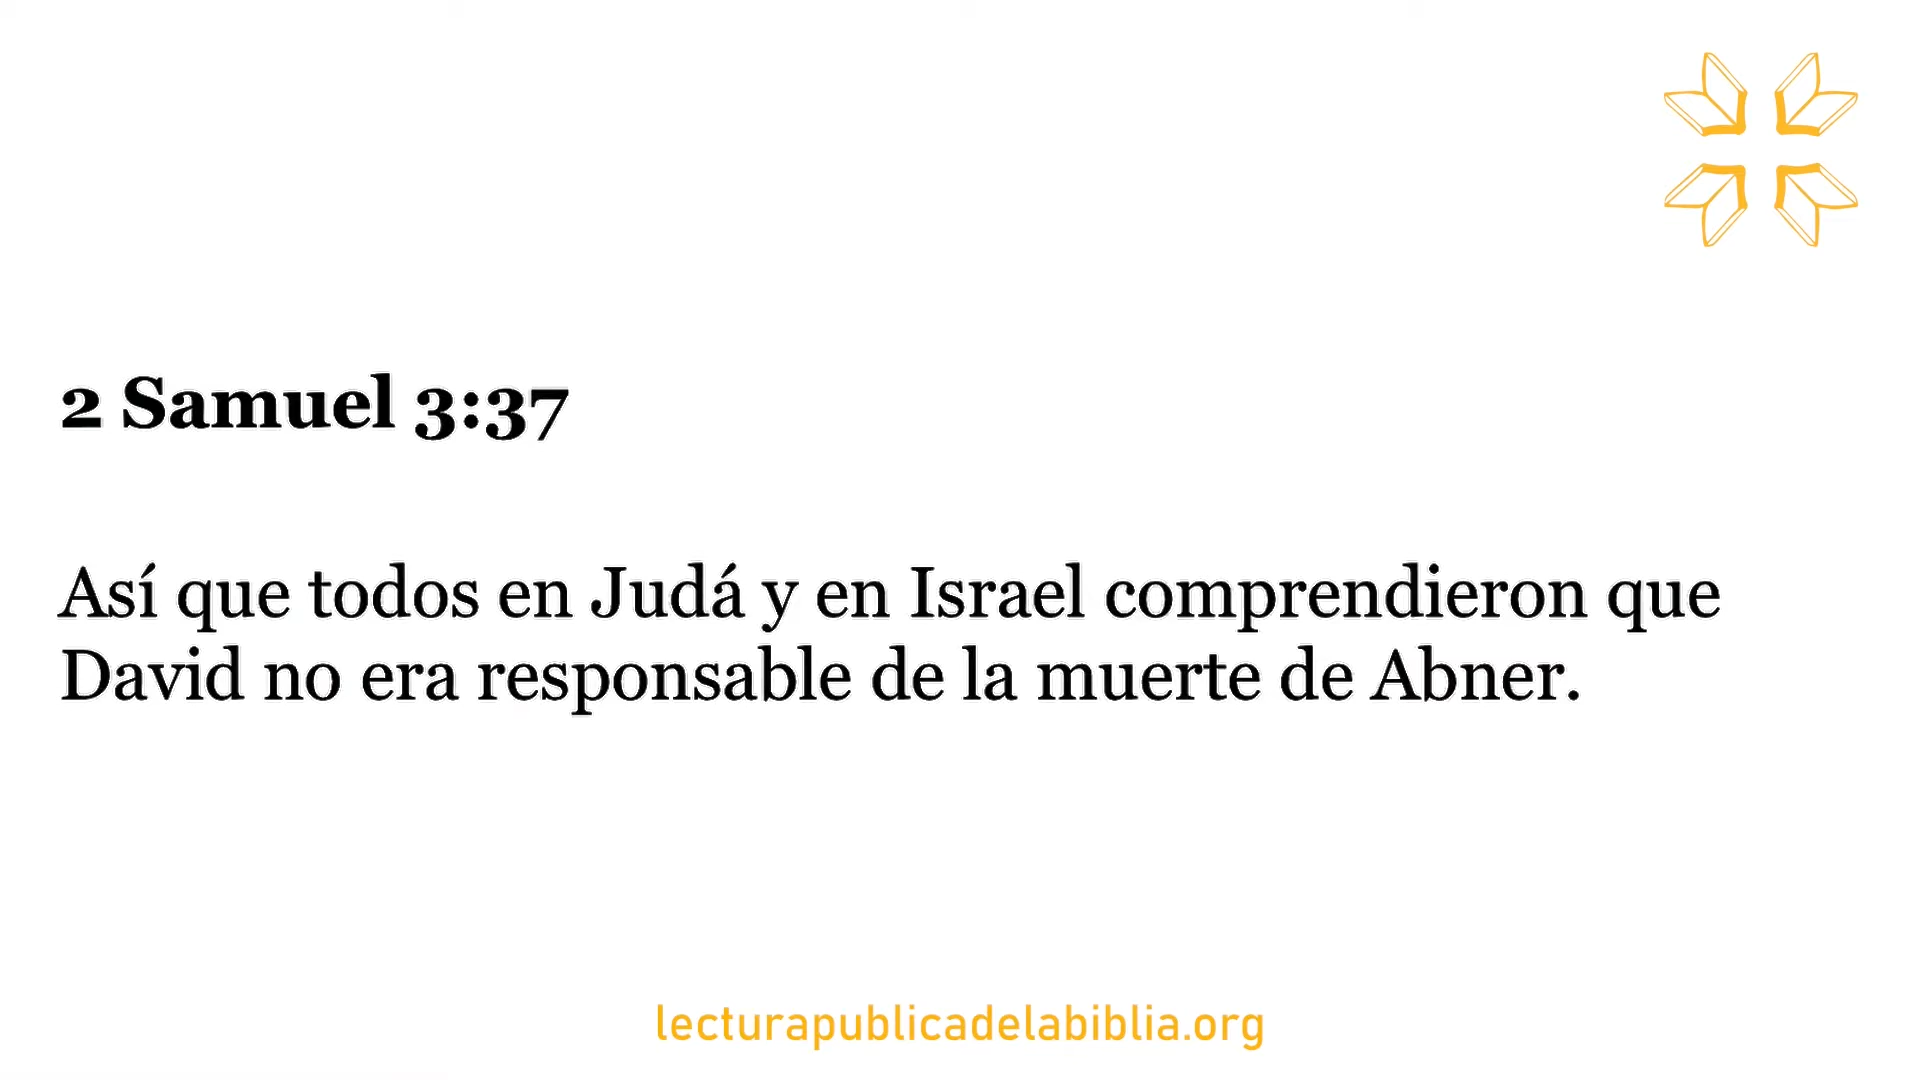 2 Samuel 3:37
Así que todos en Judá y en Israel comprendieron que
David no era responsable de la muerte de Abner.
lecturapublicadelabiblia.org